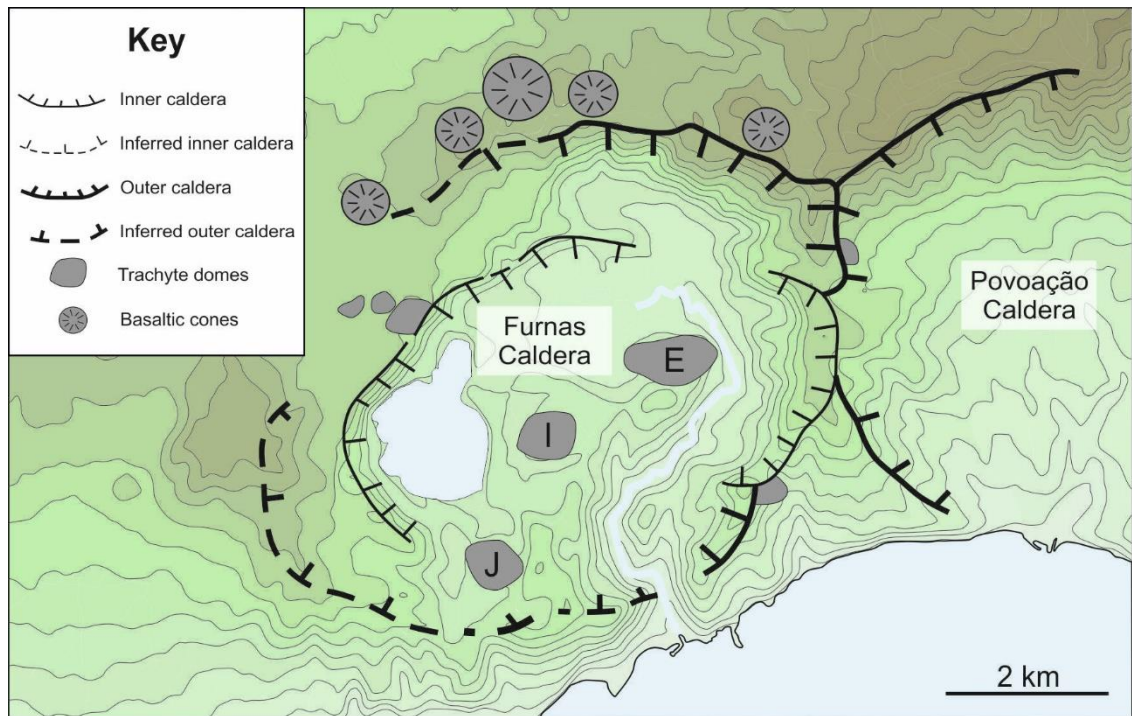 Key
Inner caldera
Inferred inner caldera
Outer caldera
Inferred outer caldera
Trachyte domes
Basaltic cones
Povoação
Caldera
Furnas
Caldera
E
I
J
2 km